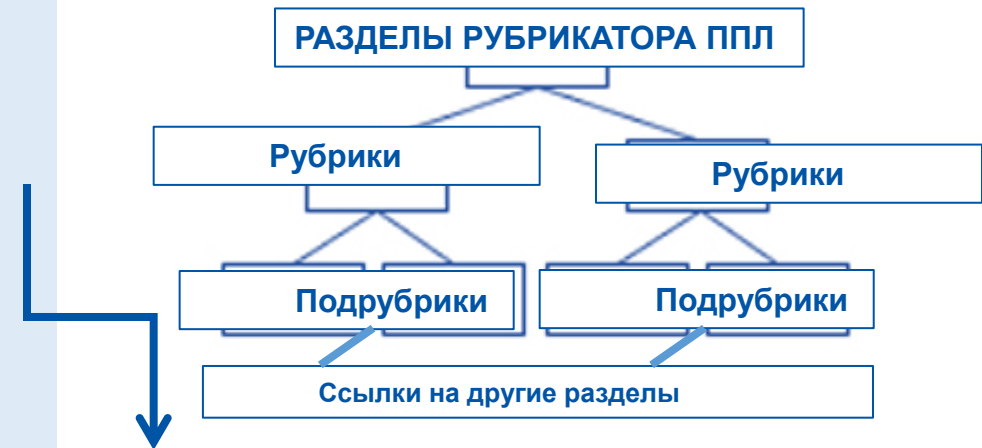 РАЗДЕЛЫ РУБРИКАТОРА ППЛ
Рубрики
Рубрики
Подрубрики
Подрубрики
Ссылки на другие разделы